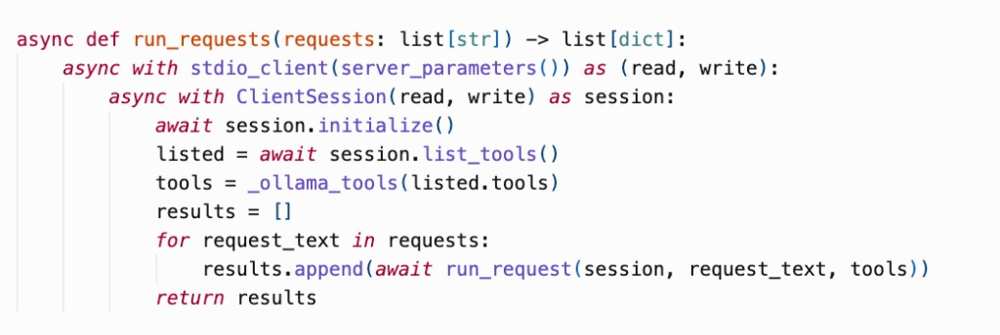 async def run_requests(requests: list[str]) -> list[dict]:
    async with stdio_client(server_parameters()) as (read, write):
        async with ClientSession(read, write) as session:
            await session.initialize()
            listed = await session.list_tools()
            tools = _ollama_tools(listed.tools)
            results = []
            for request_text in requests:
                results.append(await run_request(session, request_text, tools))
            return results